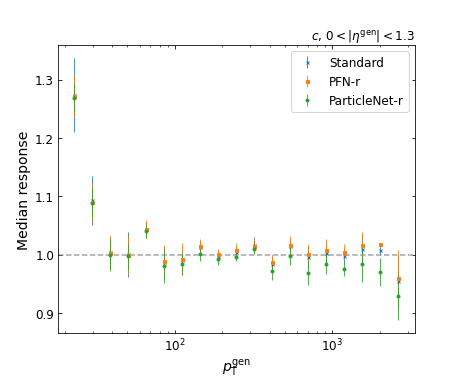 c, 0 < |η^gen| < 1.3
Standard
PFN-r
ParticleNet-r
Median response
1.3
1.2
1.1
1.0
0.9
10^2
10^3
p_T^gen